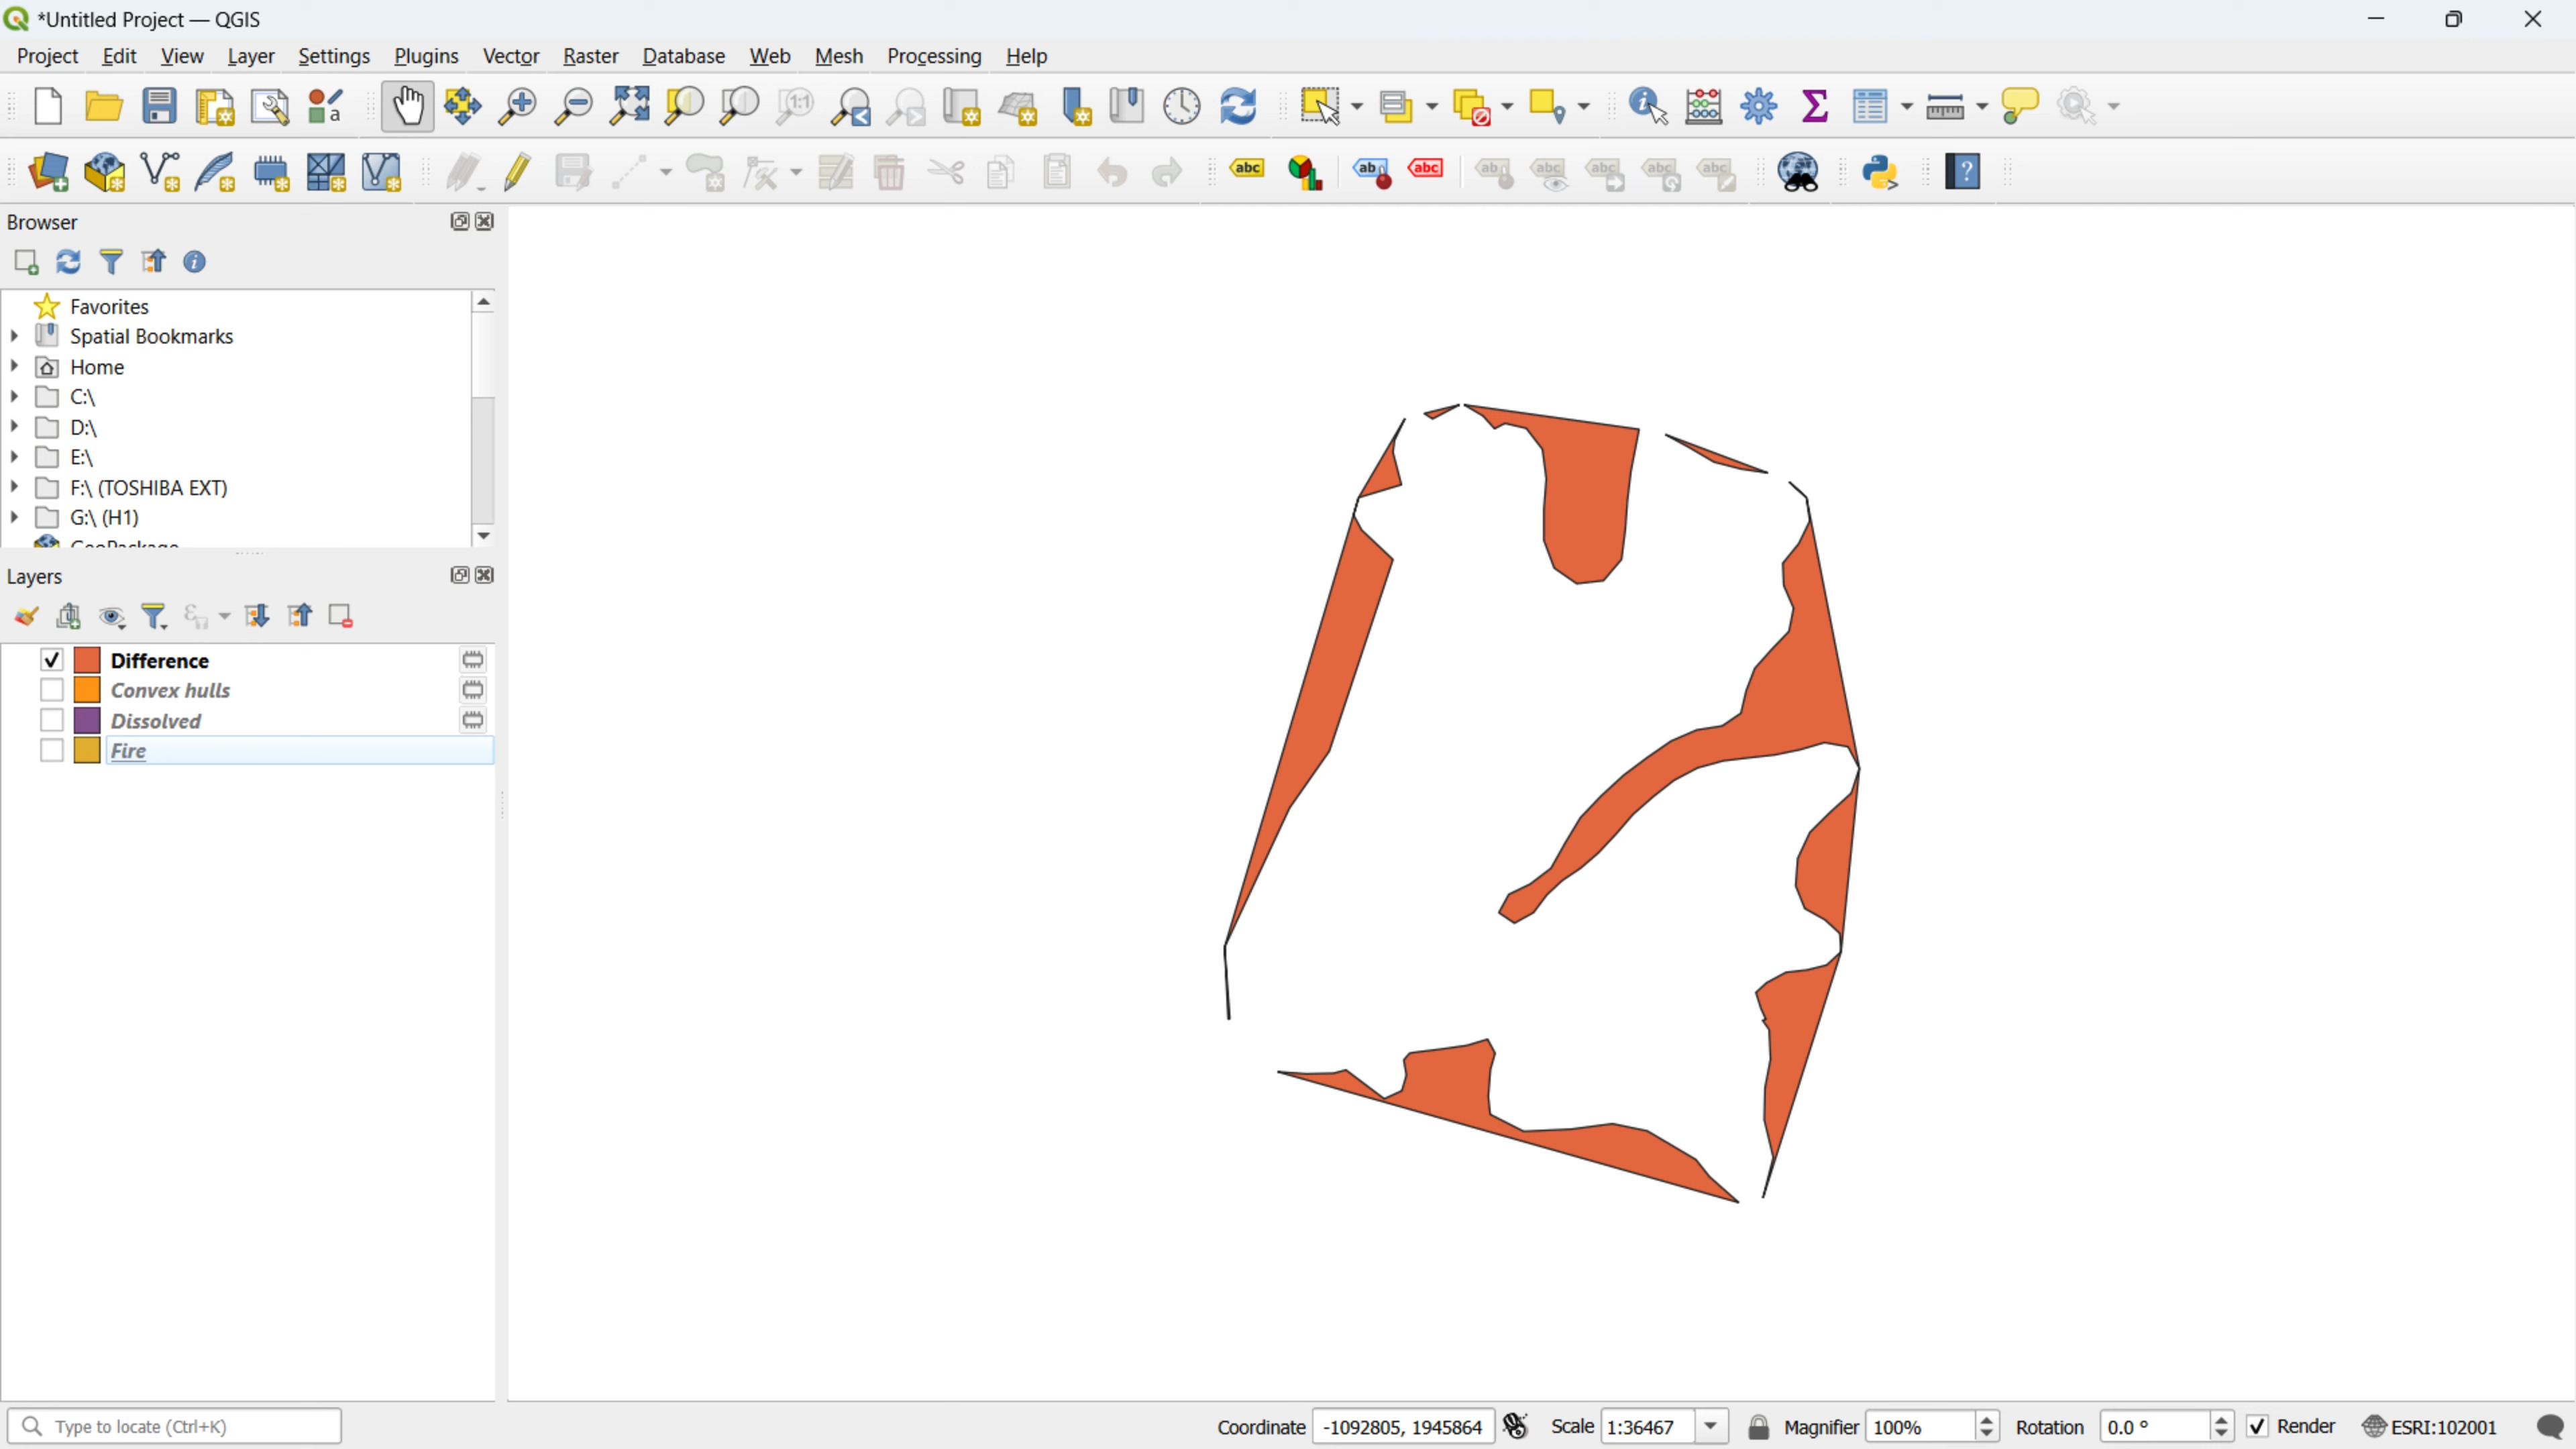 *Untitled Project — QGIS
Project Edit View Layer Settings Plugins Vector Raster Database Web Mesh Processing Help
Browser
Favorites
Spatial Bookmarks
Home
C:\
D:\
E:\
F:\ (TOSHIBA EXT)
G:\ (H1)
GeoPackage
Layers
Difference
Convex hulls
Dissolved
Fire
Type to locate (Ctrl+K) Coordinate -1092805, 1945864 Scale 1:36467 Magnifier 100% Rotation 0.0 ° Render ESRI:102001